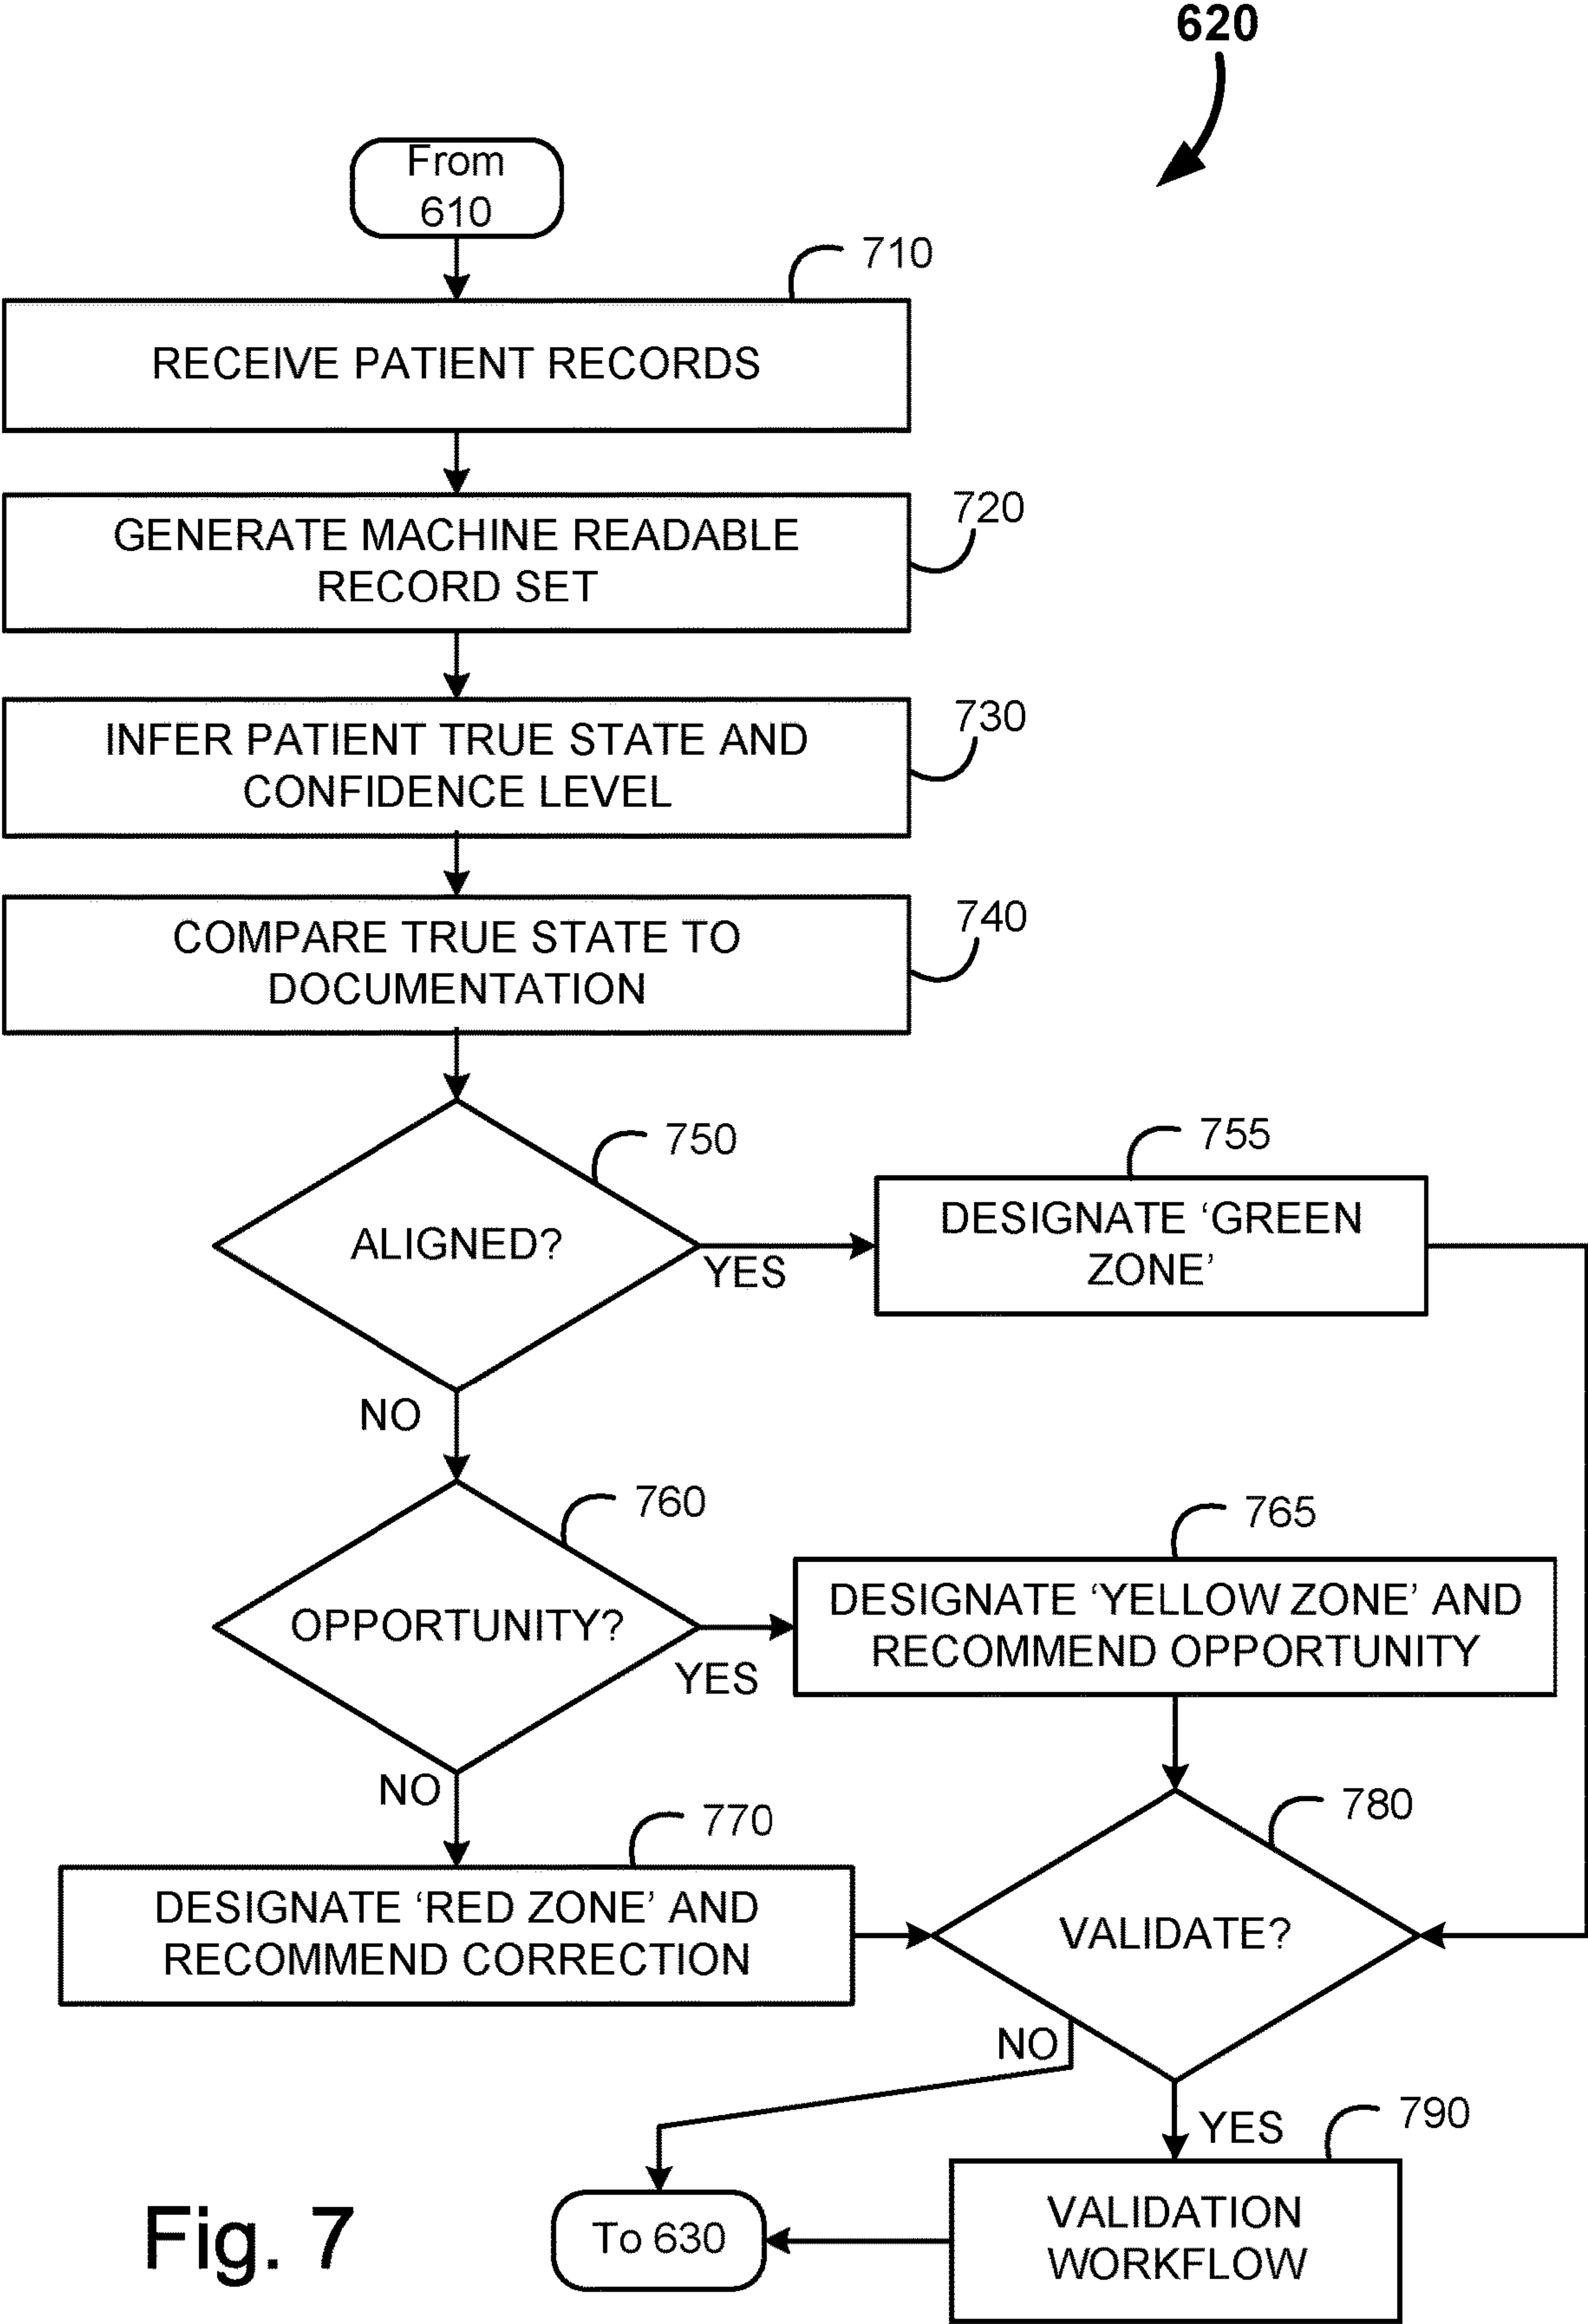 620
From
610
710
RECEIVE PATIENT RECORDS
720
GENERATE MACHINE READABLE
RECORD SET
730
INFER PATIENT TRUE STATE AND
CONFIDENCE LEVEL
740
COMPARE TRUE STATE TO
DOCUMENTATION
750
ALIGNED?
YES
755
DESIGNATE ‘GREEN
ZONE’
NO
760
OPPORTUNITY?
YES
765
DESIGNATE ‘YELLOW ZONE’ AND
RECOMMEND OPPORTUNITY
NO
770
DESIGNATE ‘RED ZONE’ AND
RECOMMEND CORRECTION
780
VALIDATE?
NO
YES
790
VALIDATION
WORKFLOW
To 630
Fig. 7